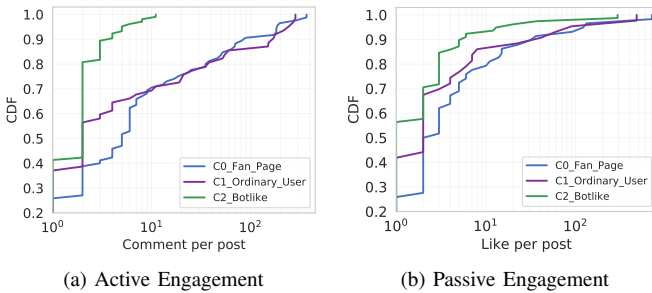 1.0
0.9
0.8
0.7
0.6
0.5
0.4
0.3
0.2
CDF
10^0
10^1
10^2
Comment per post
C0_Fan_Page
C1_Ordinary_User
C2_Botlike
(a) Active Engagement
1.0
0.9
0.8
0.7
0.6
0.5
0.4
0.3
0.2
CDF
10^0
10^1
10^2
Like per post
C0_Fan_Page
C1_Ordinary_User
C2_Botlike
(b) Passive Engagement